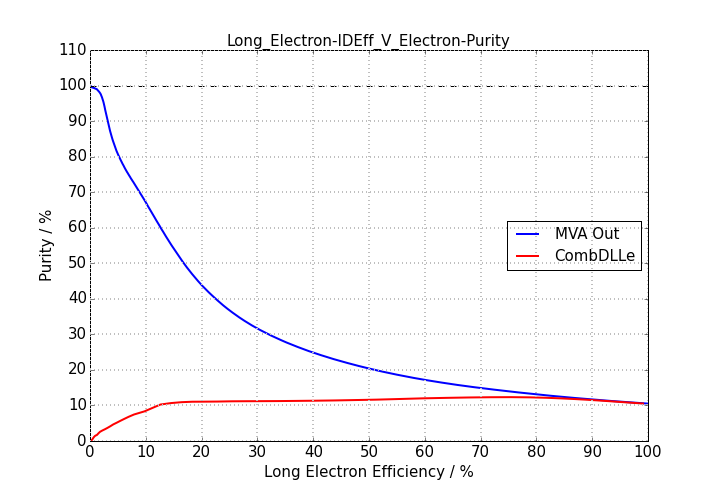 Long_Electron-IDEff_V_Electron-Purity
110
100
90
80
70
60
50
40
30
20
10
0
Purity / %
MVA Out
CombDLLe
0 10 20 30 40 50 60 70 80 90 100
Long Electron Efficiency / %